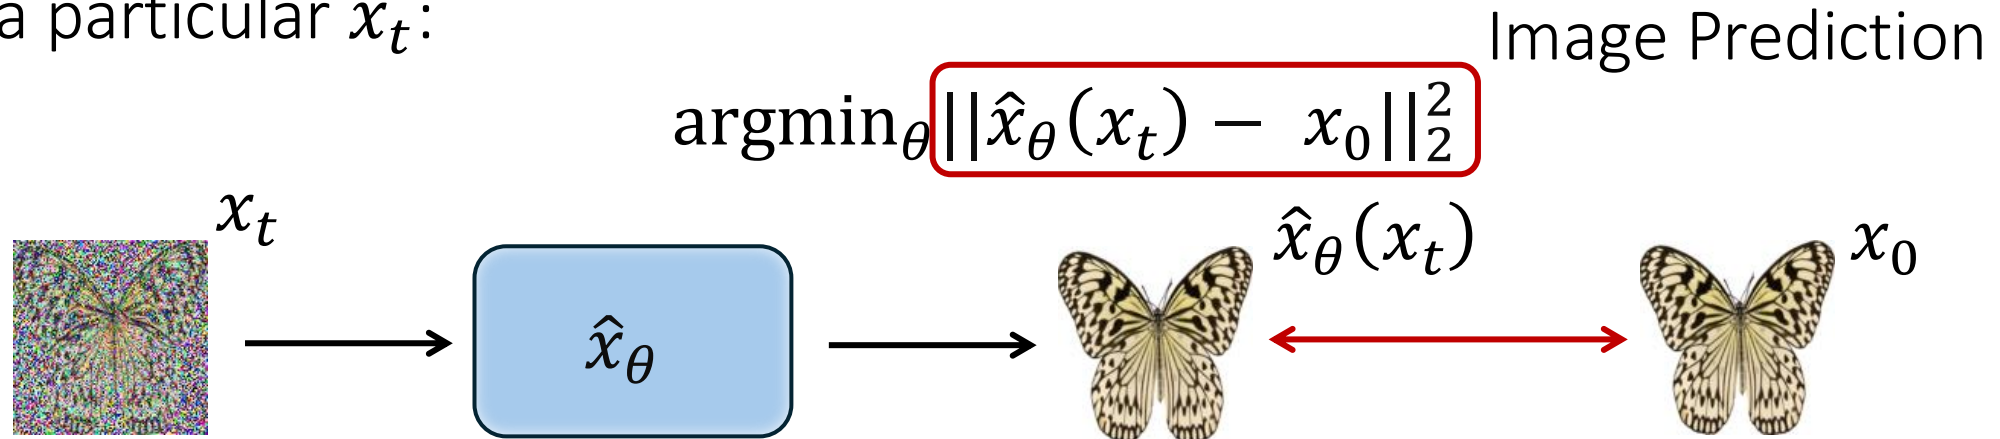 a particular xₜ:
Image Prediction
argmin_θ ||x̂_θ(xₜ) − x₀||₂²
xₜ
x̂_θ(xₜ)
x₀
x̂_θ